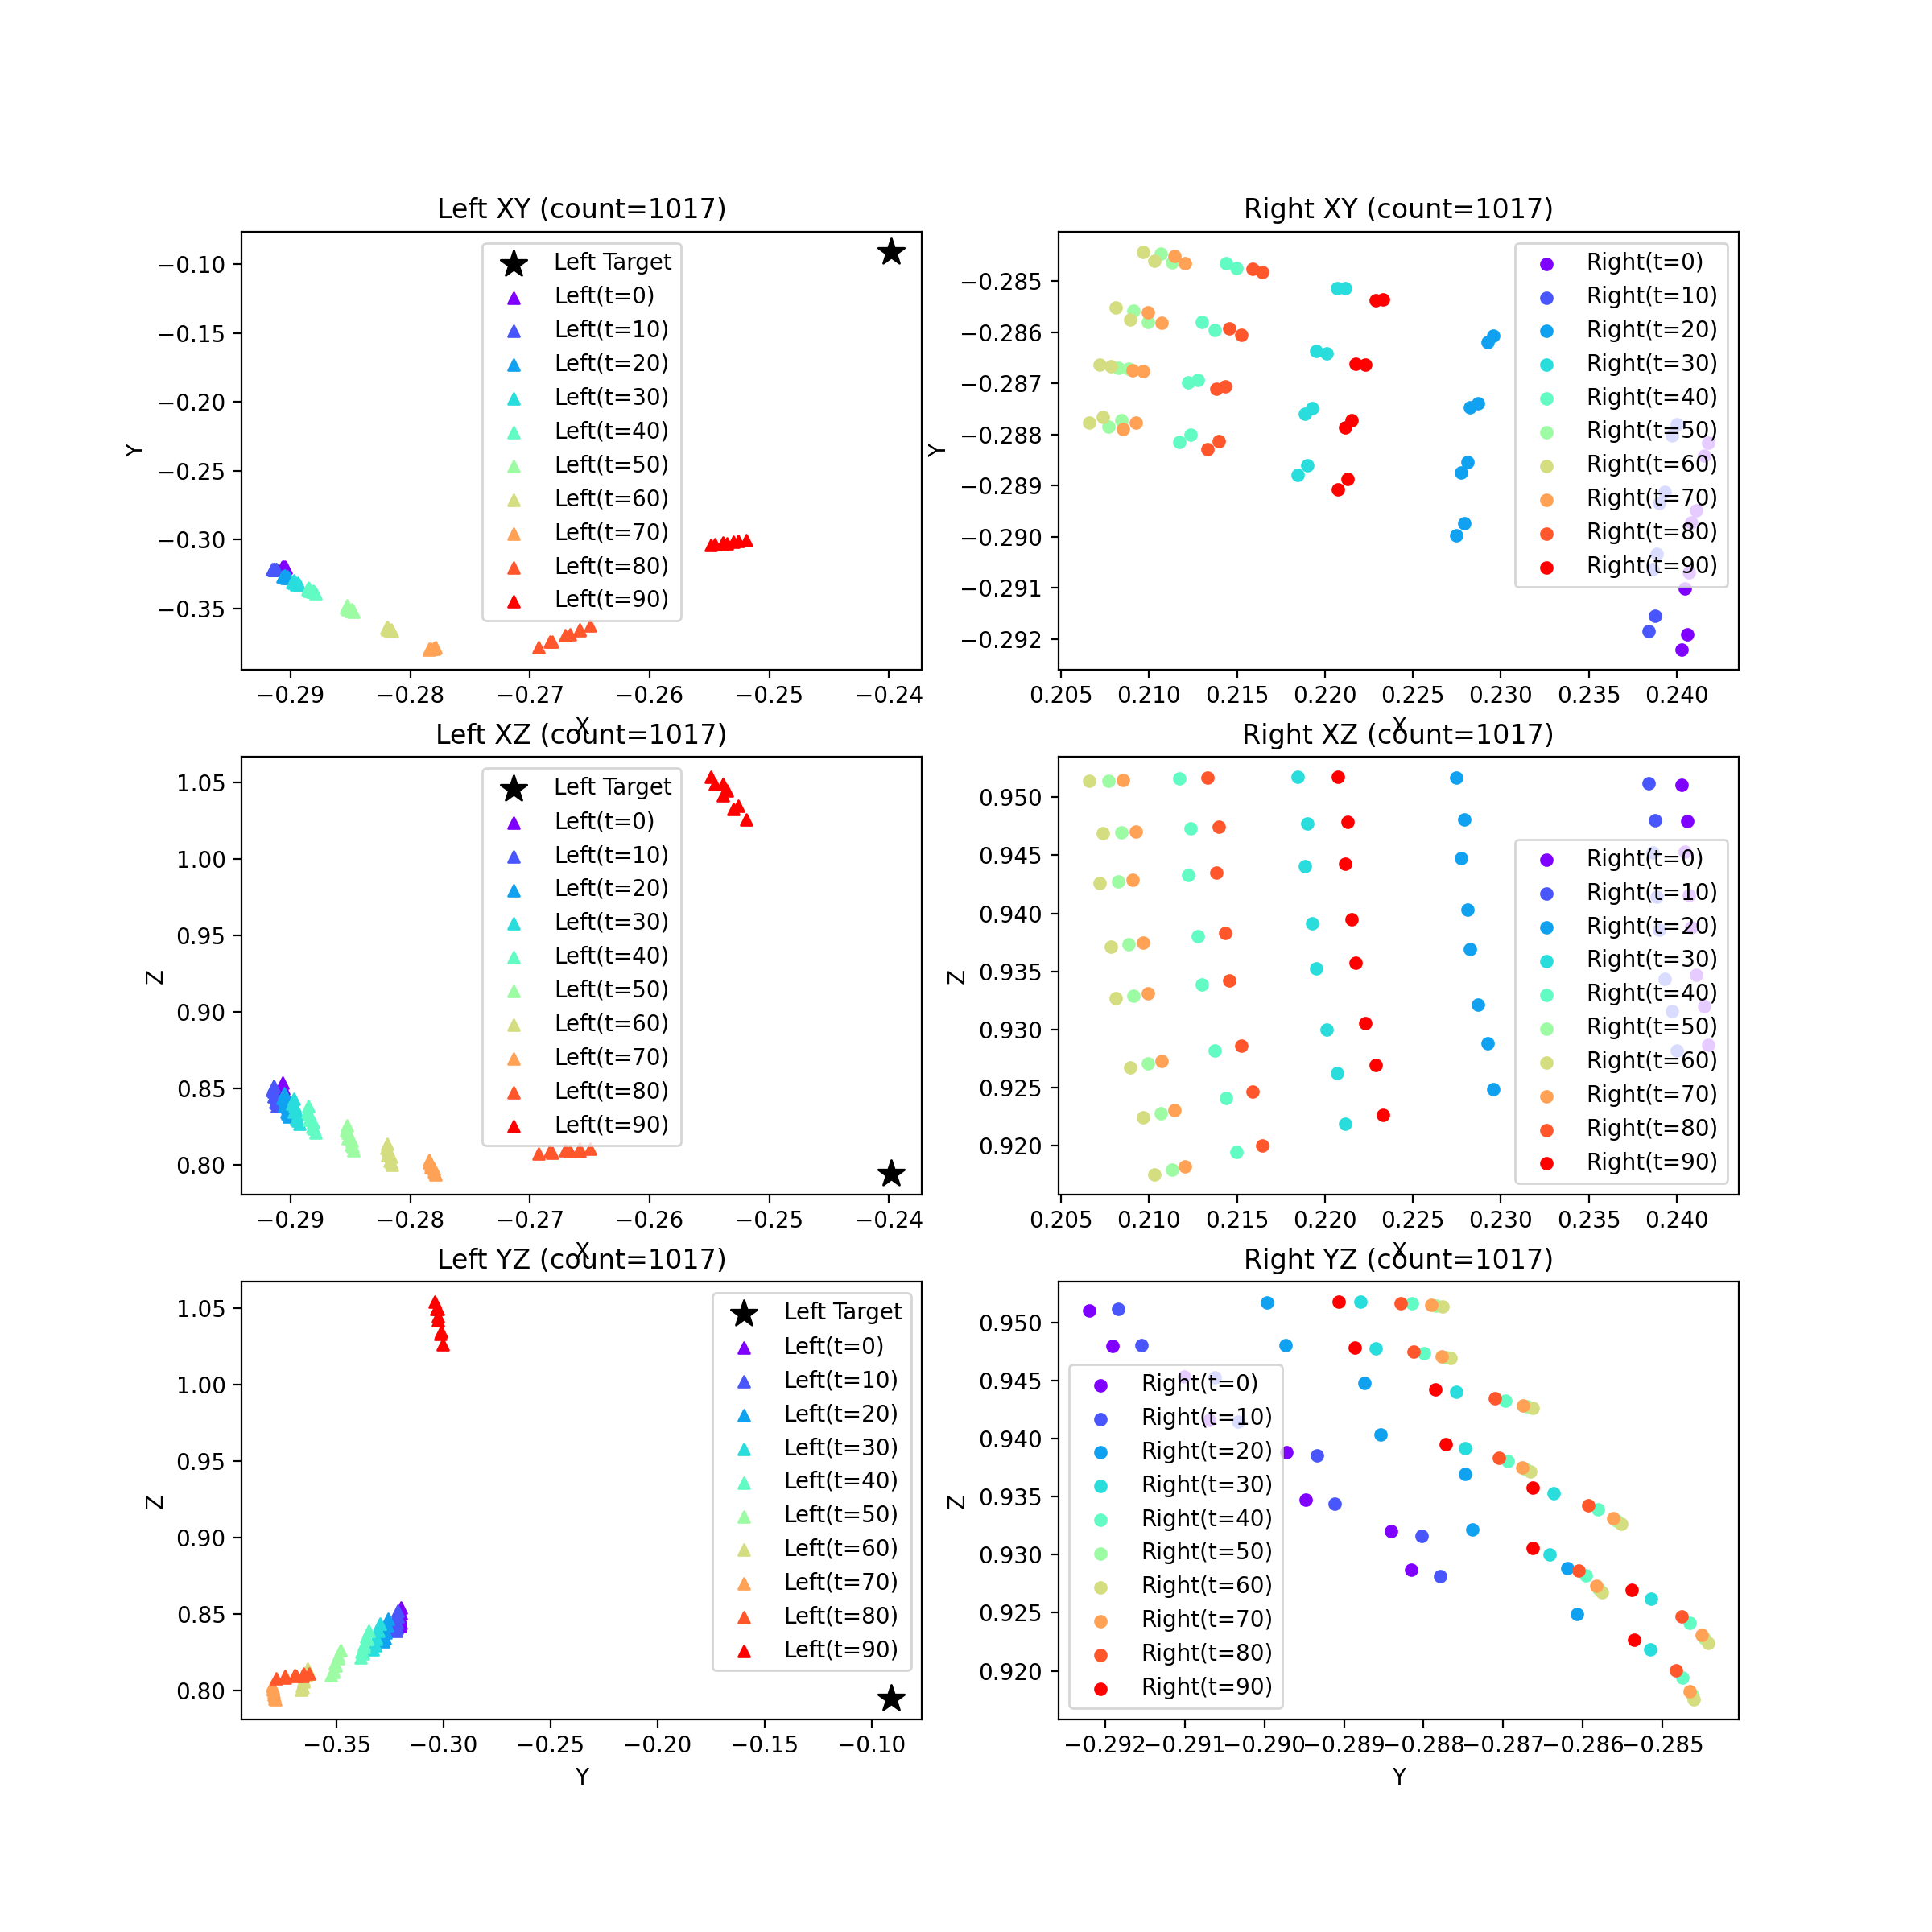 Left XY (count=1017)
Y
−0.10
−0.15
−0.20
−0.25
−0.30
−0.35
−0.29 −0.28 −0.27 −0.26 −0.25 −0.24
X
Left Target
Left(t=0)
Left(t=10)
Left(t=20)
Left(t=30)
Left(t=40)
Left(t=50)
Left(t=60)
Left(t=70)
Left(t=80)
Left(t=90)
Right XY (count=1017)
Y
−0.285
−0.286
−0.287
−0.288
−0.289
−0.290
−0.291
−0.292
0.205 0.210 0.215 0.220 0.225 0.230 0.235 0.240
X
Right(t=0)
Right(t=10)
Right(t=20)
Right(t=30)
Right(t=40)
Right(t=50)
Right(t=60)
Right(t=70)
Right(t=80)
Right(t=90)
Left XZ (count=1017)
Z
1.05
1.00
0.95
0.90
0.85
0.80
−0.29 −0.28 −0.27 −0.26 −0.25 −0.24
X
Left Target
Left(t=0)
Left(t=10)
Left(t=20)
Left(t=30)
Left(t=40)
Left(t=50)
Left(t=60)
Left(t=70)
Left(t=80)
Left(t=90)
Right XZ (count=1017)
Z
0.950
0.945
0.940
0.935
0.930
0.925
0.920
0.205 0.210 0.215 0.220 0.225 0.230 0.235 0.240
X
Right(t=0)
Right(t=10)
Right(t=20)
Right(t=30)
Right(t=40)
Right(t=50)
Right(t=60)
Right(t=70)
Right(t=80)
Right(t=90)
Left YZ (count=1017)
Z
1.05
1.00
0.95
0.90
0.85
0.80
−0.35 −0.30 −0.25 −0.20 −0.15 −0.10
Y
Left Target
Left(t=0)
Left(t=10)
Left(t=20)
Left(t=30)
Left(t=40)
Left(t=50)
Left(t=60)
Left(t=70)
Left(t=80)
Left(t=90)
Right YZ (count=1017)
Z
0.950
0.945
0.940
0.935
0.930
0.925
0.920
−0.292 −0.291 −0.290 −0.289 −0.288 −0.287 −0.286 −0.285
Y
Right(t=0)
Right(t=10)
Right(t=20)
Right(t=30)
Right(t=40)
Right(t=50)
Right(t=60)
Right(t=70)
Right(t=80)
Right(t=90)